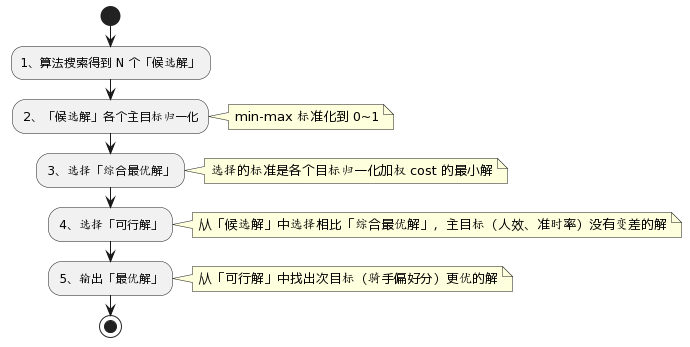 1、算法搜索得到 N 个「候选解」
2、「候选解」各个主目标归一化
min-max 标准化到 0~1
3、选择「综合最优解」
选择的标准是各个目标归一化加权 cost 的最小解
4、选择「可行解」
从「候选解」中选择相比「综合最优解」, 主目标（人效、准时率）没有变差的解
5、输出「最优解」
从「可行解」中找出次目标（骑手偏好分）更优的解